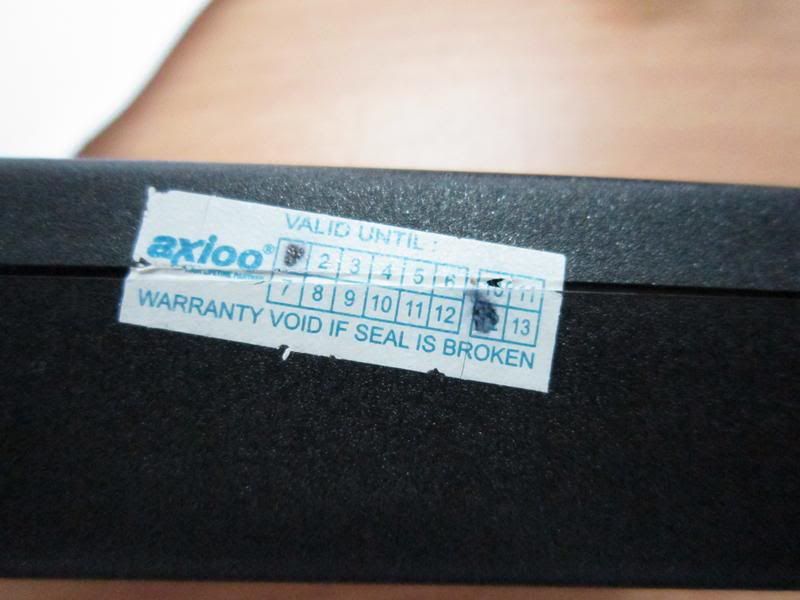 VALID UNTIL :
axioo®
2 3 4 5 6 10 11
7 8 9 10 11 12 13
WARRANTY VOID IF SEAL IS BROKEN